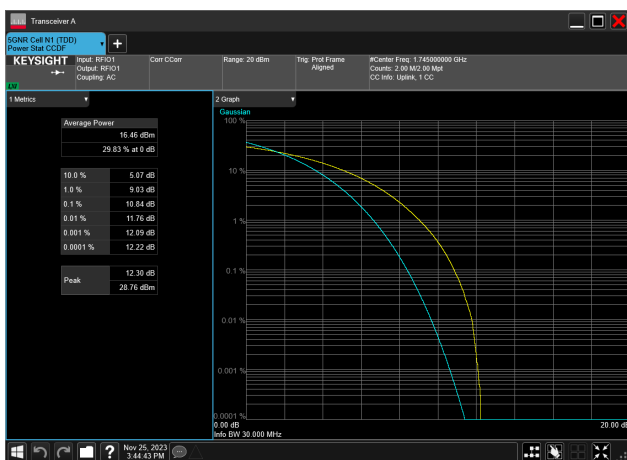 Transceiver A
5GNR Cell N1 (TDD)
Power Stat CCDF
KEYSIGHT
Input: RFIO1
Output: RFIO1
Coupling: AC
Corr CCorr
Range: 20 dBm
Trig: Prot Frame
Aligned
#Center Freq: 1.745000000 GHz
Counts: 2.00 M/2.00 Mpt
CC Info: Uplink, 1 CC
1 Metrics
Average Power
16.46 dBm
29.83 % at 0 dB
10.0 % 5.07 dB
1.0 % 9.03 dB
0.1 % 10.84 dB
0.01 % 11.76 dB
0.001 % 12.09 dB
0.0001 % 12.22 dB
Peak
12.30 dB
28.76 dBm
2 Graph
Gaussian
100 %
10 %
1 %
0.1 %
0.01 %
0.001 %
0.0001 %
0.00 dB
20.00 dB
Info BW 30.000 MHz
Nov 25, 2023
3:44:43 PM